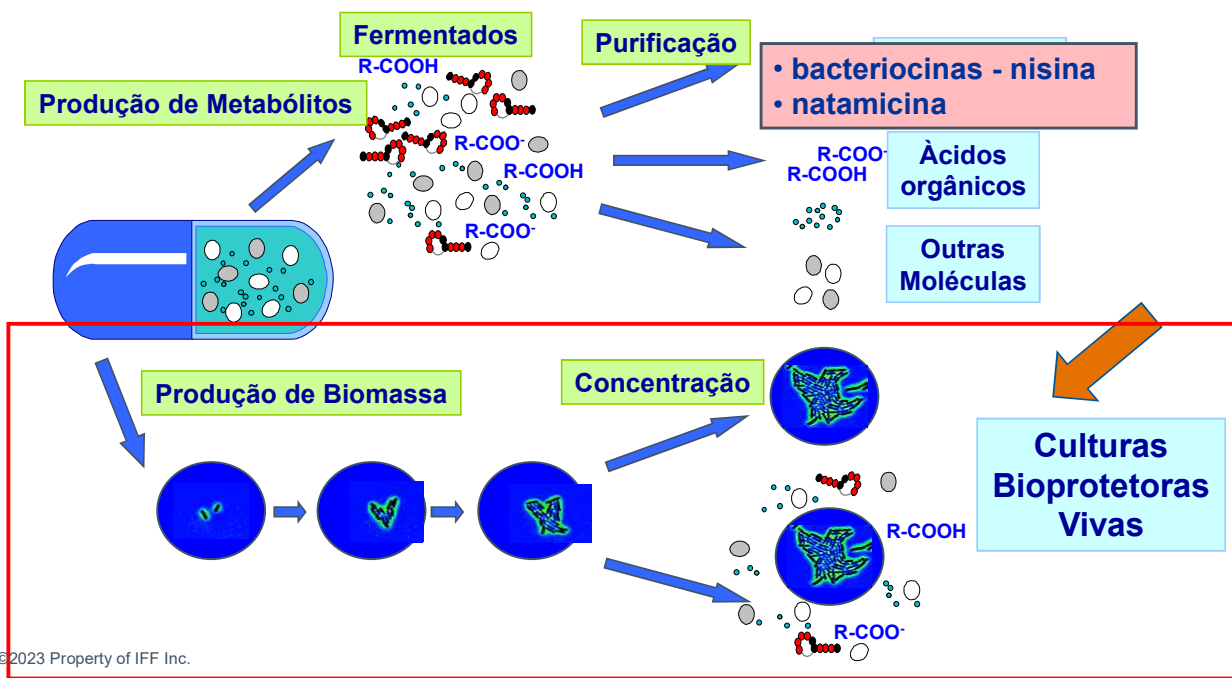 Fermentados
Purificação
• bacteriocinas - nisina
• natamicina
R-COOH
Produção de Metabólitos
R-COO⁻
R-COOH
R-COO⁻
R-COO⁻
R-COOH
Àcidos
orgânicos
Outras
Moléculas
Produção de Biomassa
Concentração
Culturas
Bioprotetoras
Vivas
R-COOH
R-COO⁻
©2023 Property of IFF Inc.